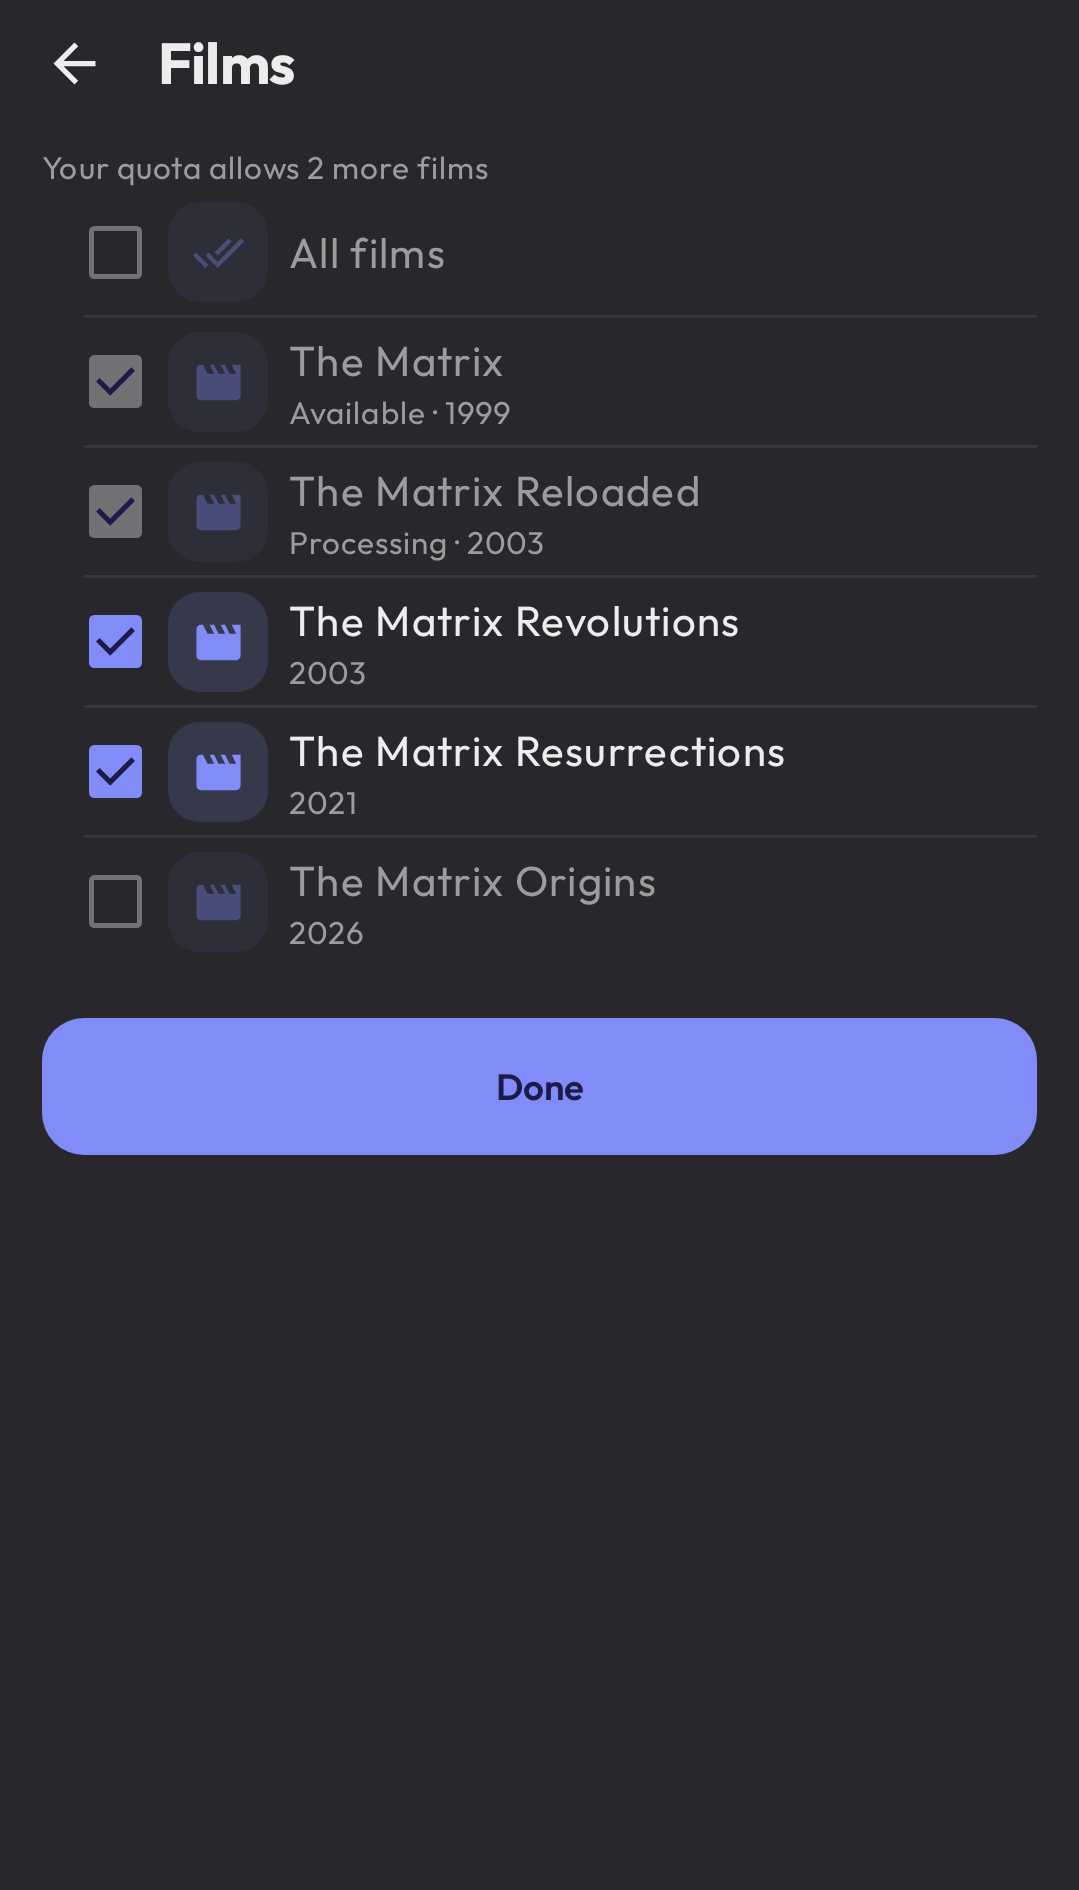 Films
Your quota allows 2 more films
All films
The Matrix
Available · 1999
The Matrix Reloaded
Processing · 2003
The Matrix Revolutions
2003
The Matrix Resurrections
2021
The Matrix Origins
2026
Done